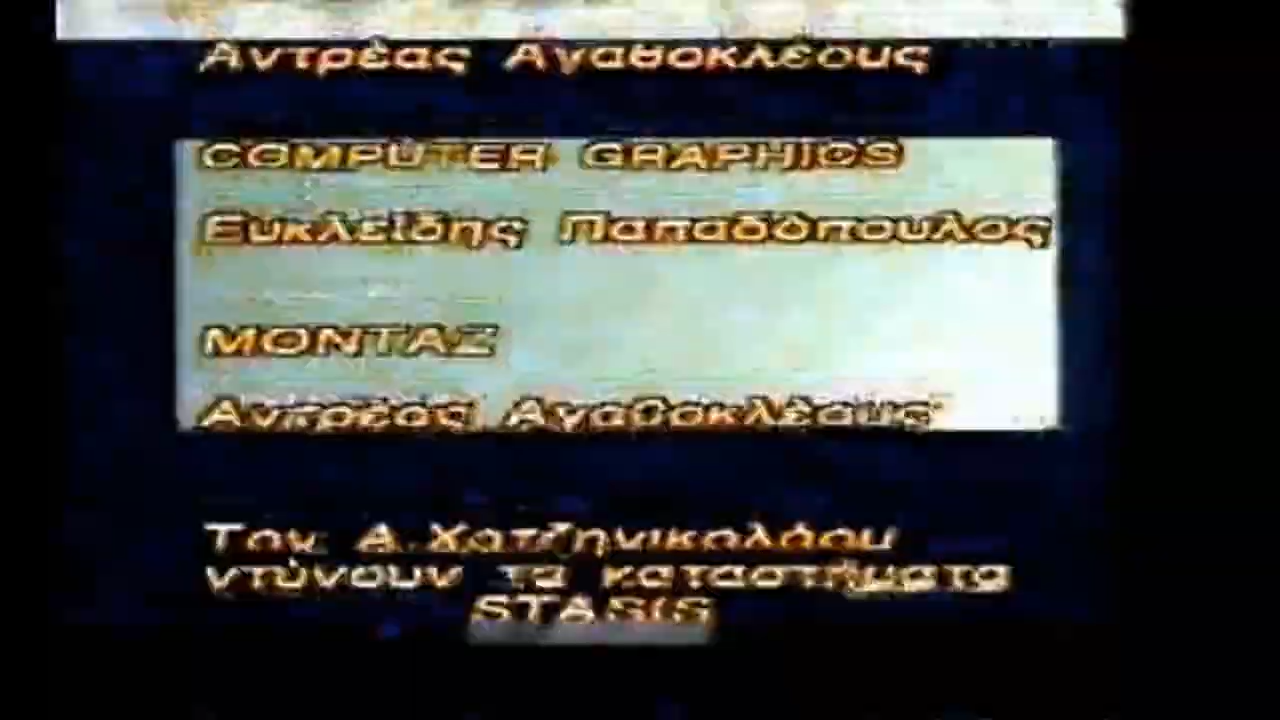 Αντρέας Αγαθοκλέους
COMPUTER GRAPHICS
Ευκλείδης Παπαδόπουλος
ΜΟΝΤΑΖ
Αντρέας Αγαθοκλέους
Τον Α.Χατζηνικολάου
ντύνουν τα καταστήματα
STASIS